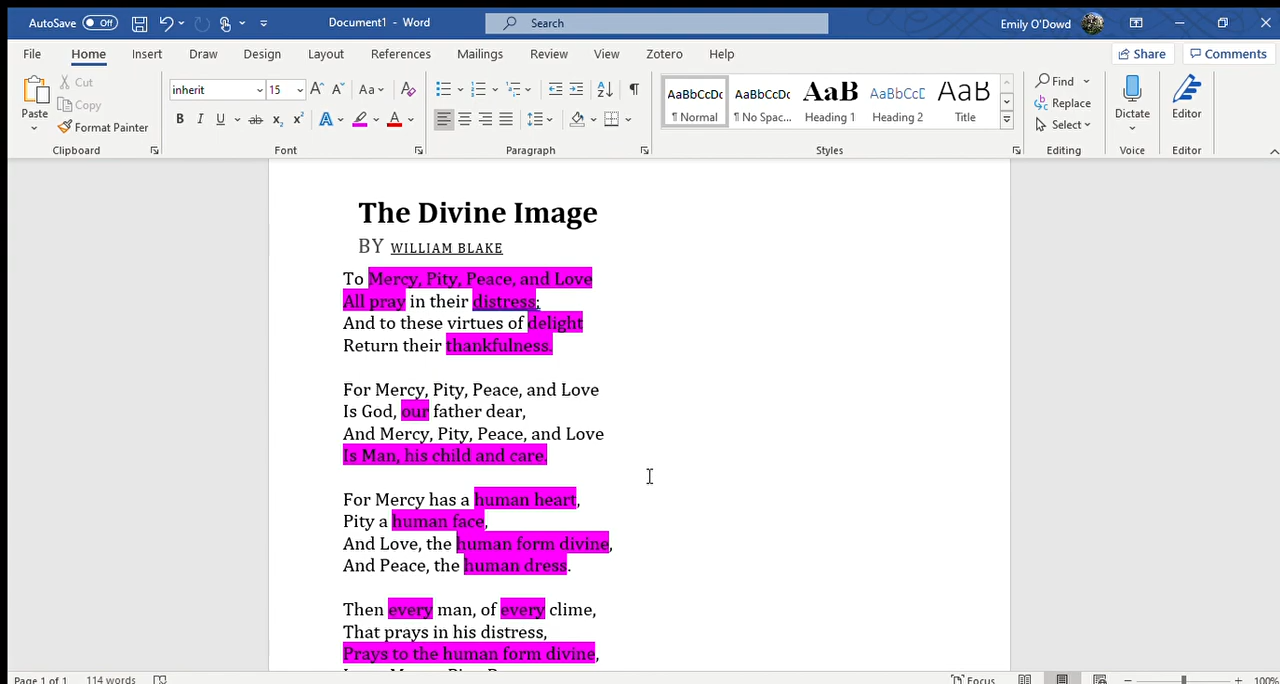 AutoSave Off Document1 - Word Search Emily O'Dowd
File Home Insert Draw Design Layout References Mailings Review View Zotero Help Share Comments
Paste Cut Copy Format Painter
Clipboard
inherit 15 Aa
B I U ab x₂ x² A A
Font
Paragraph
AaBbCcDc ¶ Normal
AaBbCcDc ¶ No Spac...
AaB Heading 1
AaBbCcC Heading 2
AaB Title
Styles
Find
Replace
Select
Editing
Dictate
Voice
Editor
Editor
The Divine Image
BY WILLIAM BLAKE
To Mercy, Pity, Peace, and Love
All pray in their distress;
And to these virtues of delight
Return their thankfulness.
For Mercy, Pity, Peace, and Love
Is God, our father dear,
And Mercy, Pity, Peace, and Love
Is Man, his child and care.
For Mercy has a human heart,
Pity a human face,
And Love, the human form divine,
And Peace, the human dress.
Then every man, of every clime,
That prays in his distress,
Prays to the human form divine,
Page 1 of 1 114 words Focus 100%